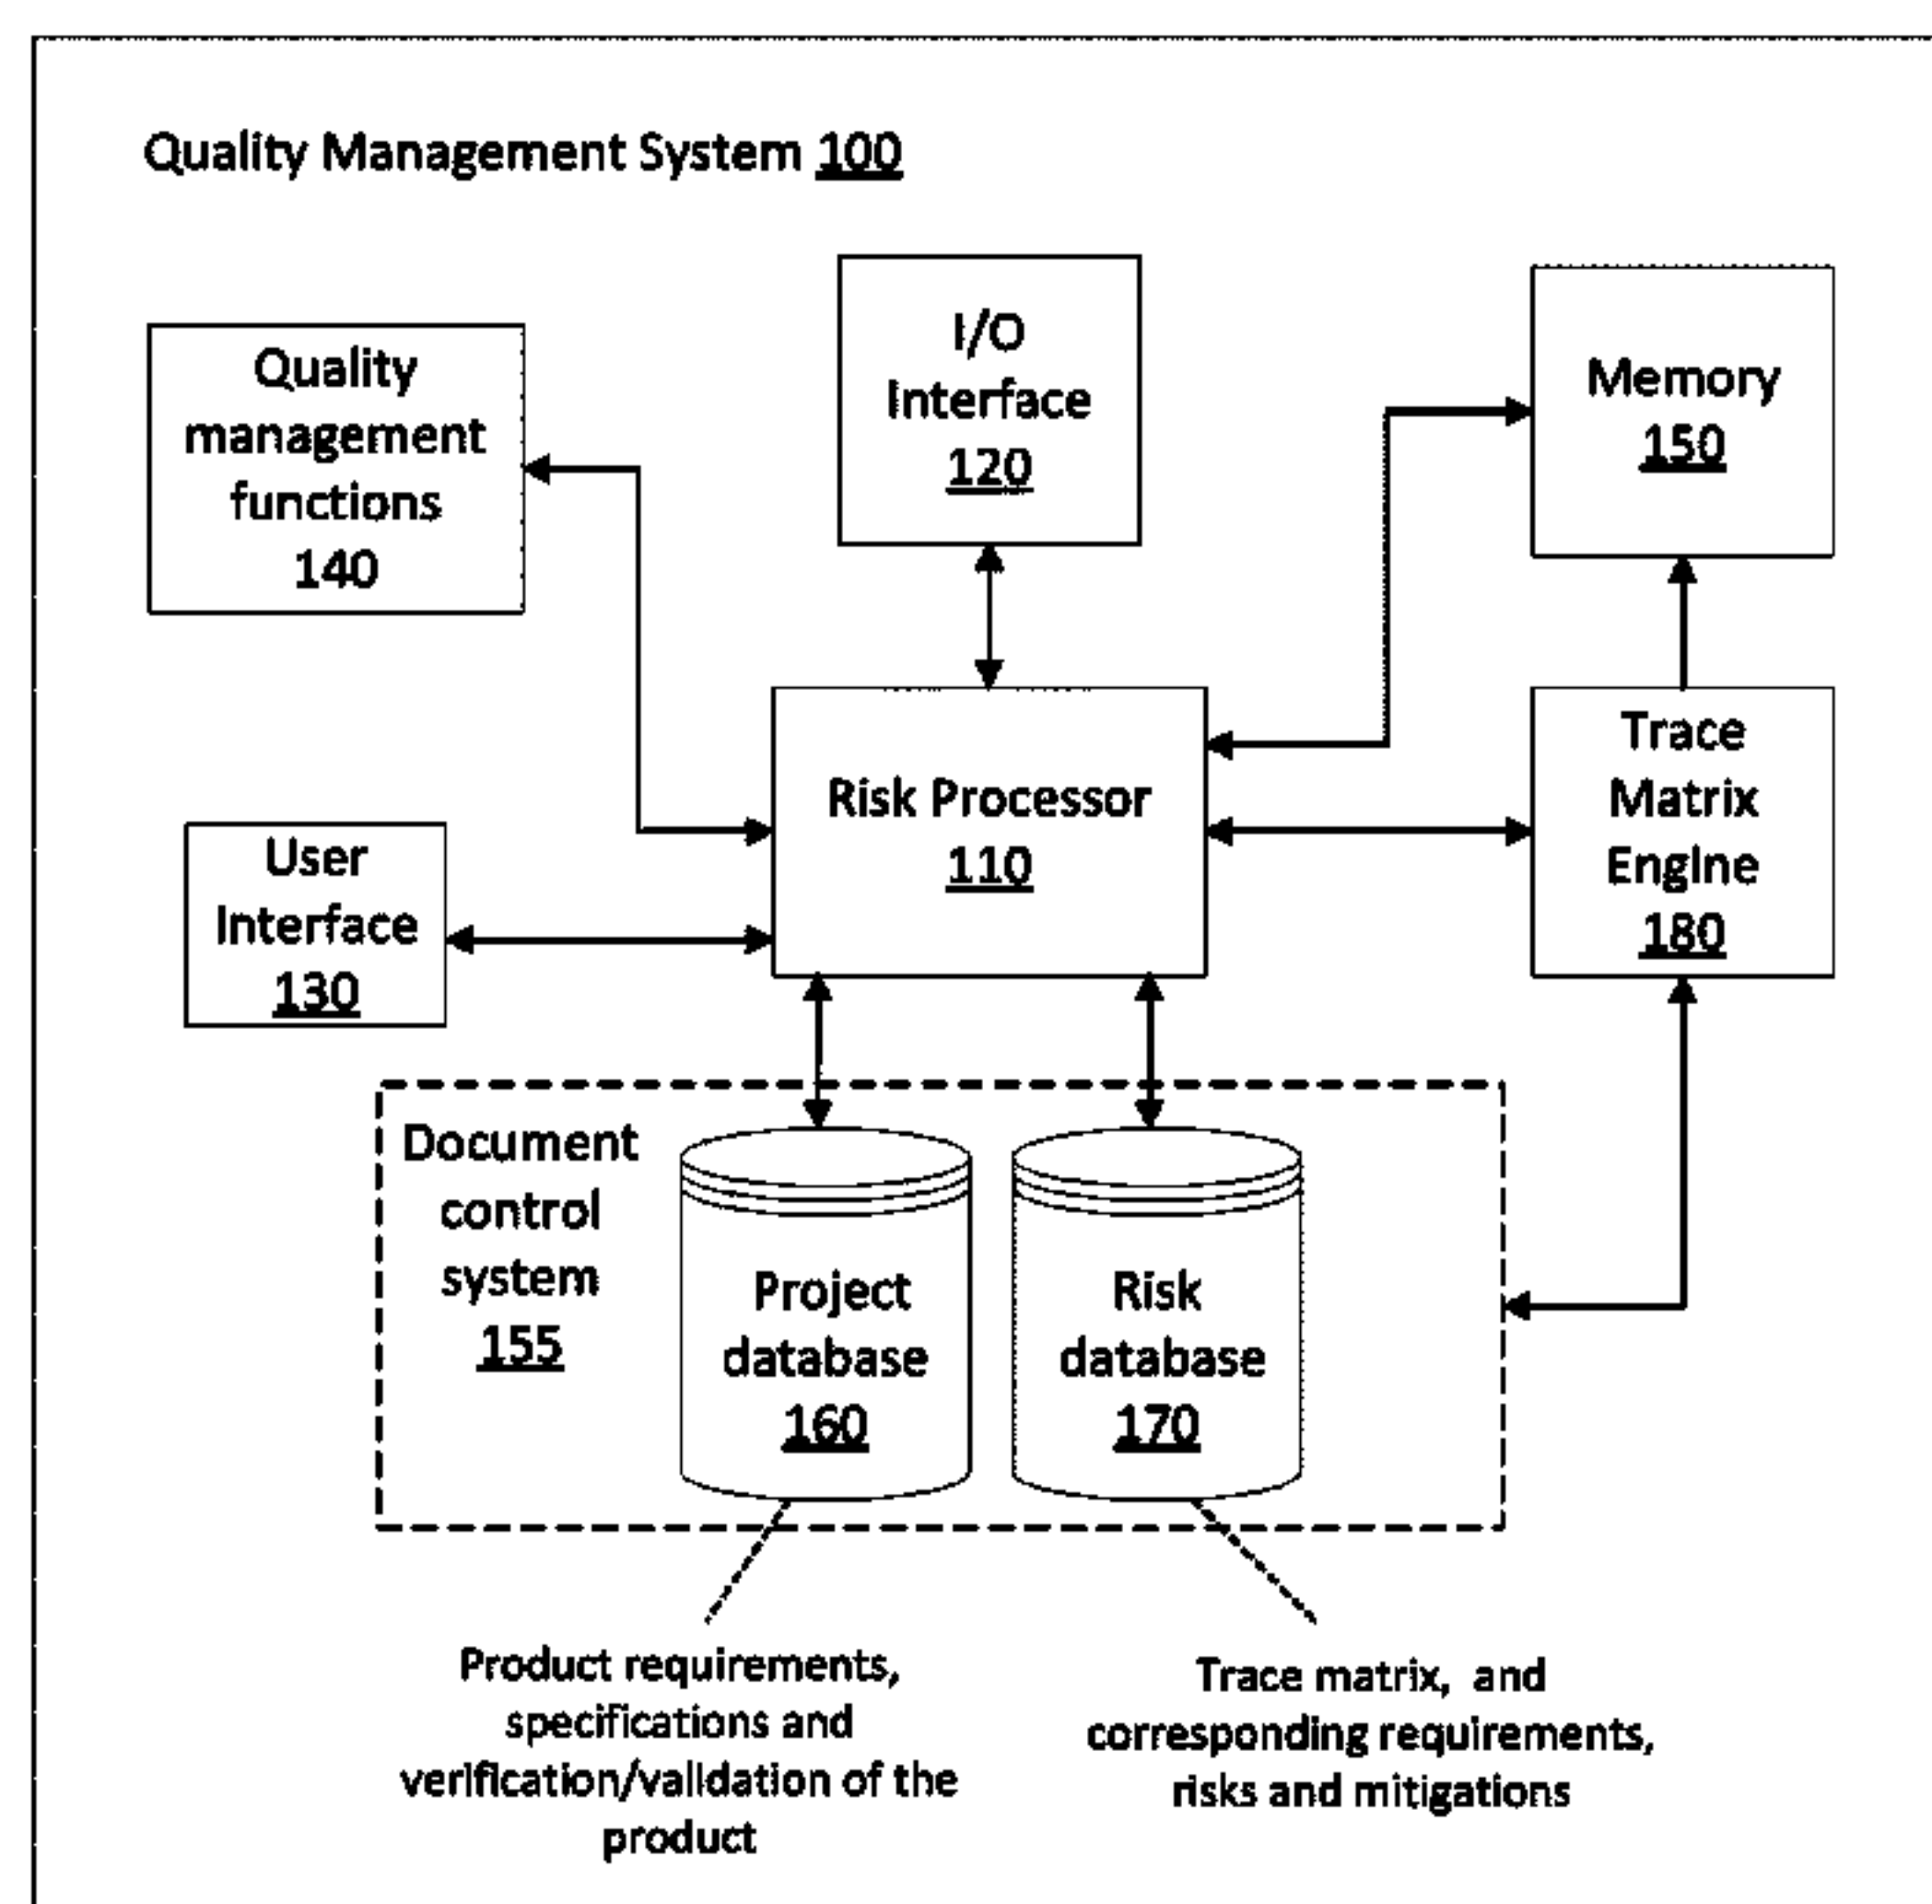 Quality Management System 100
I/O
Interface
120
Memory
150
Quality
management
functions
140
Risk Processor
110
Trace
Matrix
Engine
180
User
Interface
130
Document
control
system
155
Project
database
160
Risk
database
170
Product requirements,
specifications and
verification/validation of the
product
Trace matrix, and
corresponding requirements,
risks and mitigations